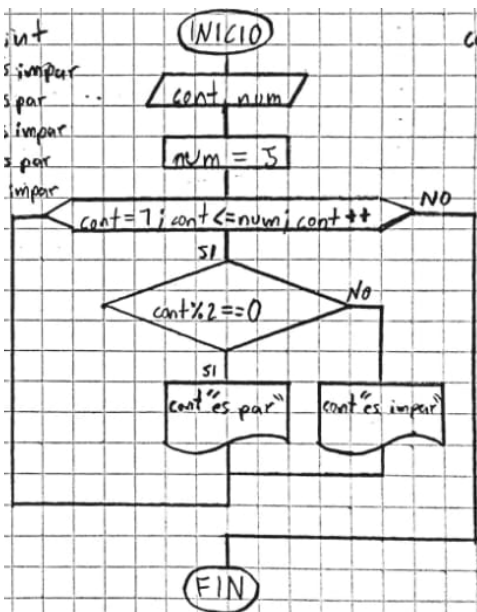 int
INICIO
s impar
s par
s impar
s par
impar
cont, num
num = 5
cont=1; cont<=num; cont++
NO
SI
cont%2==0
NO
SI
cont "es par"
cont "es impar"
FIN